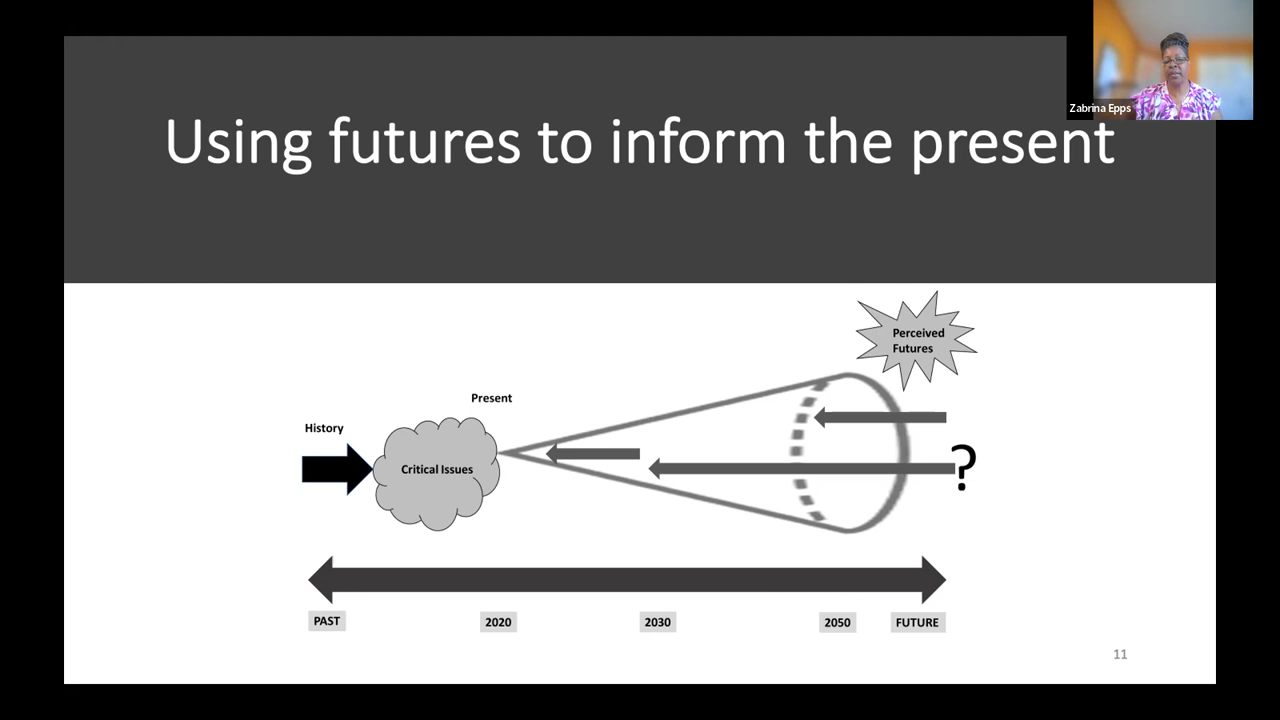 Zabrina Epps
Using futures to inform the present
Perceived
Futures
Present
History
Critical Issues
?
PAST
2020
2030
2050
FUTURE
11